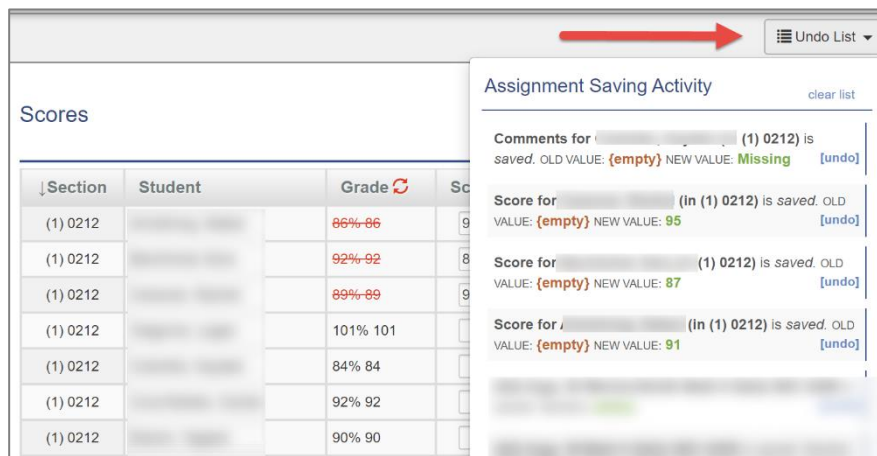 Undo List
Assignment Saving Activity
clear list
Scores
Comments for (1) 0212) is
saved. OLD VALUE: {empty} NEW VALUE: Missing [undo]
Score for (in (1) 0212) is saved. OLD
VALUE: {empty} NEW VALUE: 95 [undo]
Score for (1) 0212) is saved. OLD
VALUE: {empty} NEW VALUE: 87 [undo]
Score for (in (1) 0212) is saved. OLD
VALUE: {empty} NEW VALUE: 91 [undo]
↓Section Student Grade Sc
(1) 0212 86% 86 9
(1) 0212 92% 92 8
(1) 0212 89% 89 9
(1) 0212 101% 101
(1) 0212 84% 84
(1) 0212 92% 92
(1) 0212 90% 90